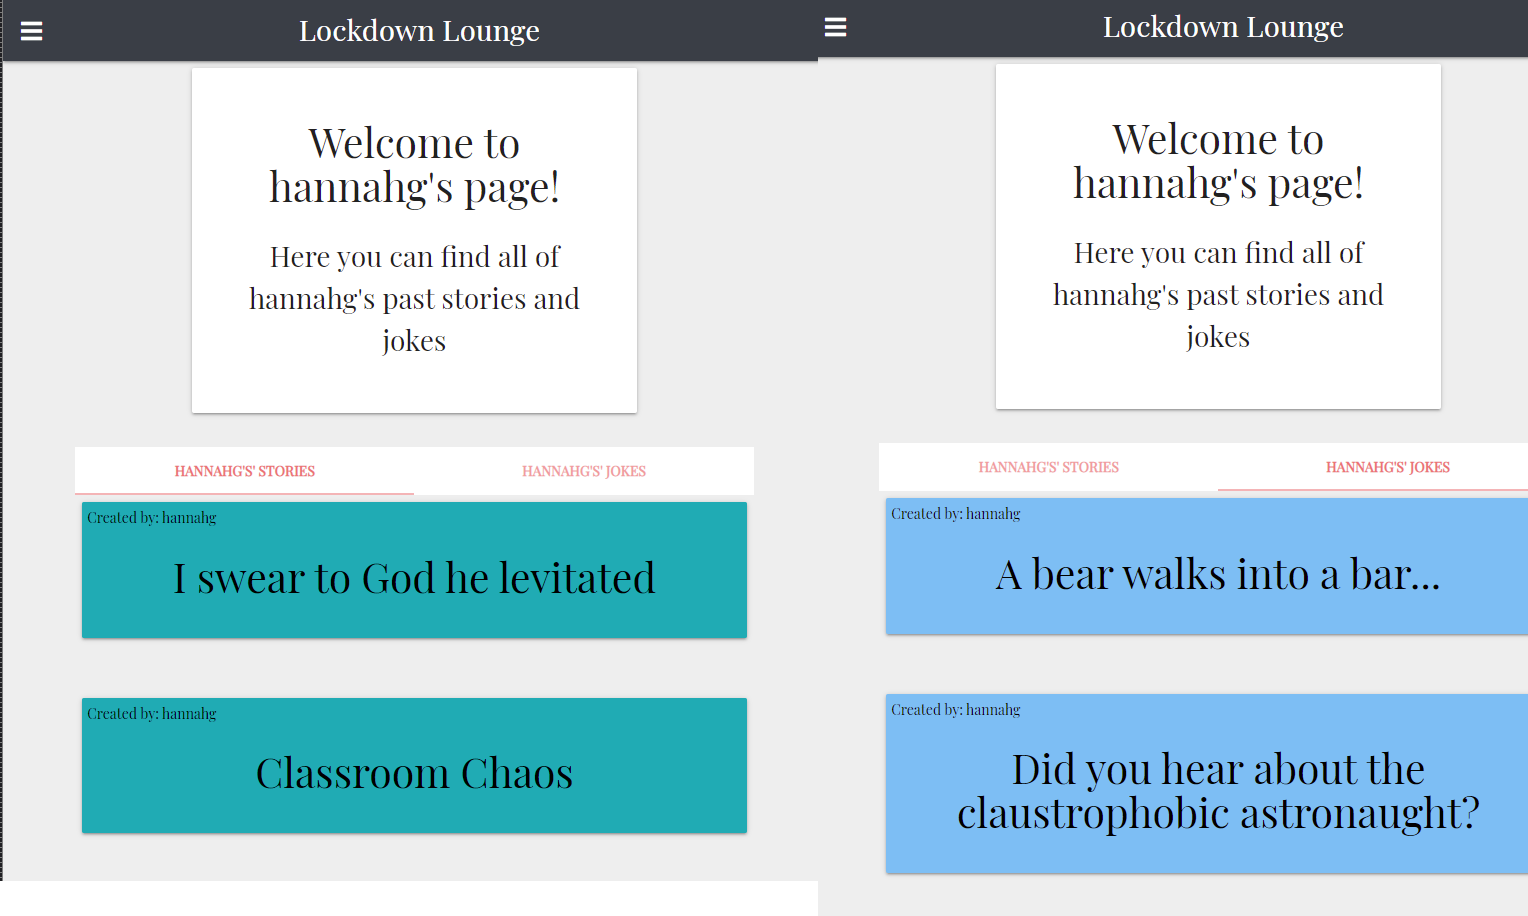 Lockdown Lounge
Welcome to
hannahg's page!
Here you can find all of
hannahg's past stories and
jokes
HANNAHG'S' STORIES
HANNAHG'S' JOKES
Created by: hannahg
I swear to God he levitated
Created by: hannahg
Classroom Chaos
Lockdown Lounge
Welcome to
hannahg's page!
Here you can find all of
hannahg's past stories and
jokes
HANNAHG'S' STORIES
HANNAHG'S' JOKES
Created by: hannahg
A bear walks into a bar...
Created by: hannahg
Did you hear about the
claustrophobic astronaught?